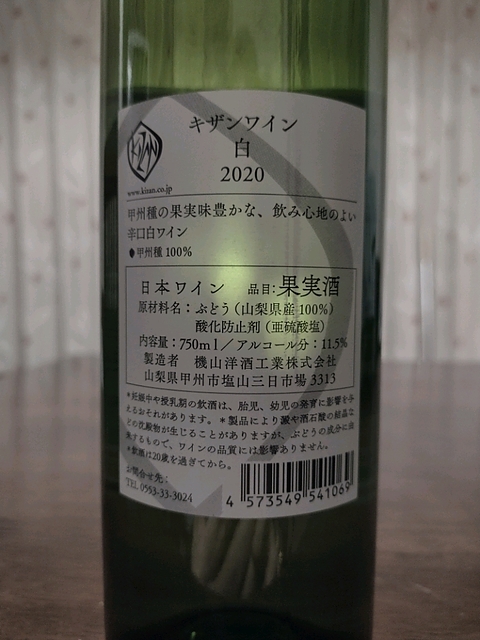 キザンワイン
白
2020
KIZAN
www.kizan.co.jp
甲州種の果実味豊かな、飲み心地のよい
辛口白ワイン
◆甲州種 100%
日本ワイン 品目:果実酒
原材料名:ぶどう(山梨県産 100%)
酸化防止剤(亜硫酸塩)
内容量:750ml/アルコール分:11.5%
製造者 機山洋酒工業株式会社
山梨県甲州市塩山三日市場 3313
*妊娠中や授乳期の飲酒は、胎児、幼児の発育に影響を与
えるおそれがあります。*製品により澱や酒石酸の結晶な
どの沈殿物が生じることがありますが、ぶどうの成分に由
来するもので、ワインの品質には影響ありません。
*飲酒は20歳を過ぎてから。
お問合せ先:
TEL 0553-33-3024
4 573549 541069